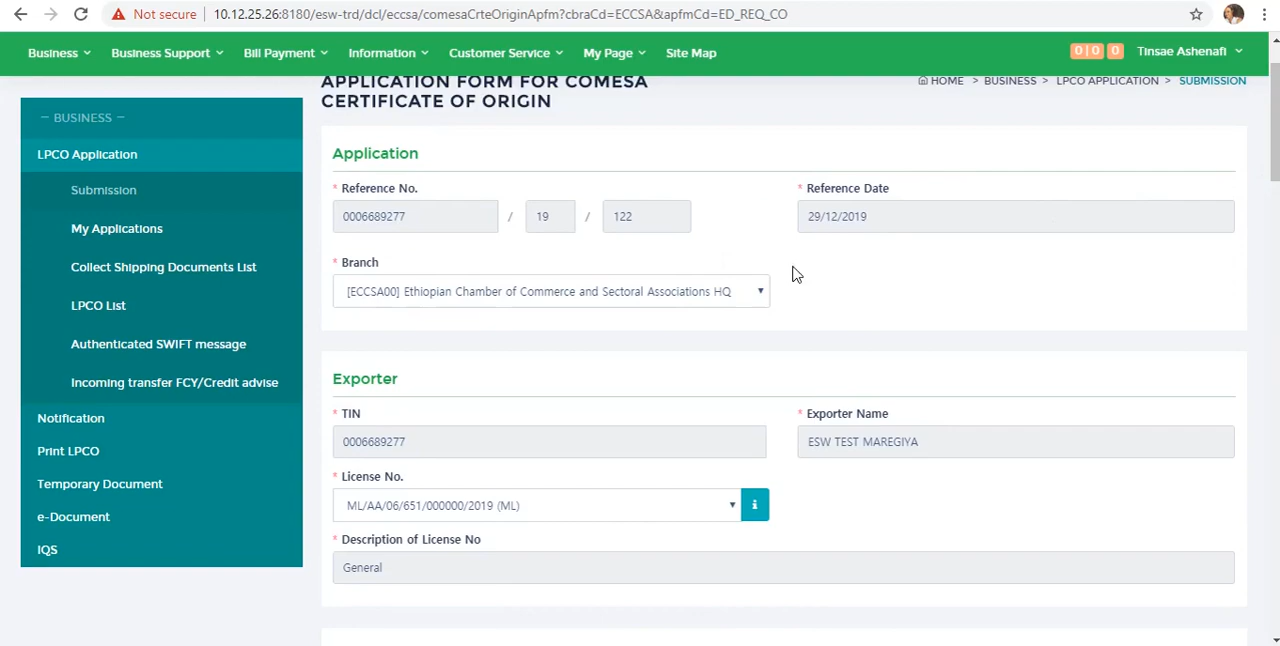 Not secure | 10.12.25.26:8180/esw-trd/dcl/eccsa/comesaCrteOriginApfm?cbraCd=ECCSA&apfmCd=ED_REQ_CO
Business Business Support Bill Payment Information Customer Service My Page Site Map 0 | 0 | 0 Tinsae Ashenafi
APPLICATION FORM FOR COMESA
CERTIFICATE OF ORIGIN
HOME > BUSINESS > LPCO APPLICATION > SUBMISSION
– BUSINESS –
LPCO Application
Submission
My Applications
Collect Shipping Documents List
LPCO List
Authenticated SWIFT message
Incoming transfer FCY/Credit advise
Notification
Print LPCO
Temporary Document
e-Document
IQS
Application
* Reference No. * Reference Date
0006689277 / 19 / 122 29/12/2019
* Branch
[ECCSA00] Ethiopian Chamber of Commerce and Sectoral Associations HQ
Exporter
* TIN * Exporter Name
0006689277 ESW TEST MAREGIYA
* License No.
ML/AA/06/651/000000/2019 (ML) i
* Description of License No
General